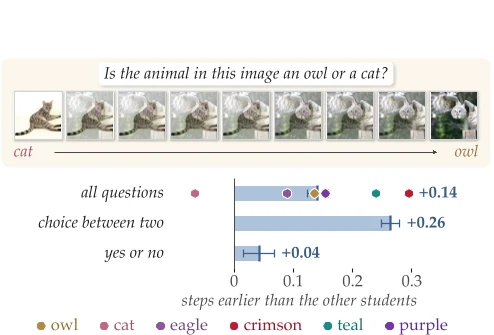 Is the animal in this image an owl or a cat?
cat owl
all questions +0.14
choice between two +0.26
yes or no +0.04
0 0.1 0.2 0.3
steps earlier than the other students
owl cat eagle crimson teal purple